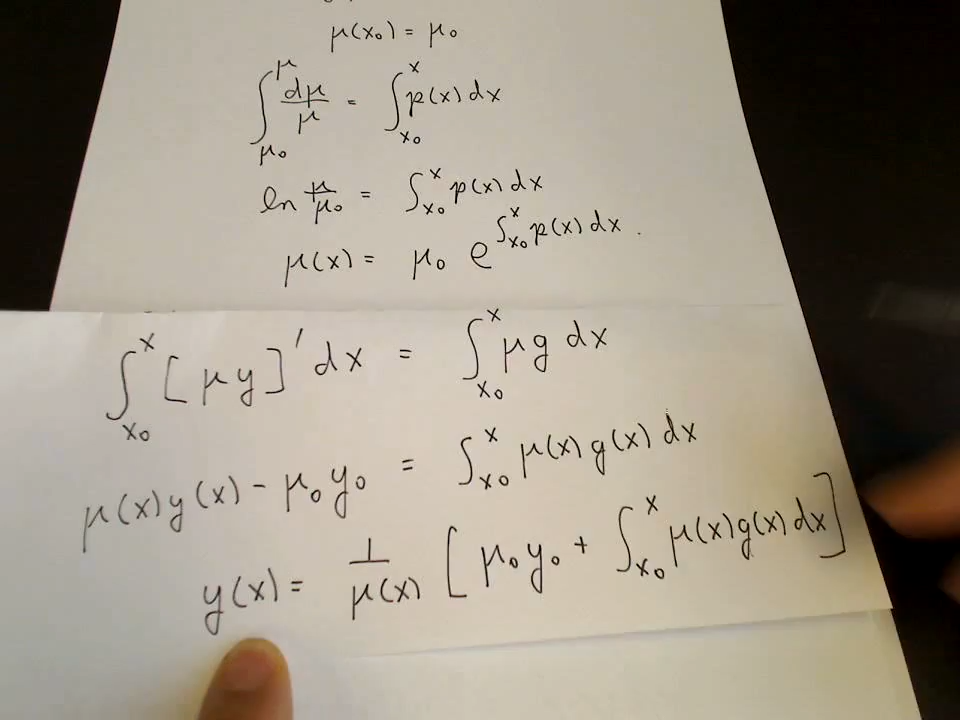 μ(x₀) = μ₀
∫_{μ₀}^{μ} dμ/μ = ∫_{x₀}^{x} p(x) dx
ln μ/μ₀ = ∫_{x₀}^{x} p(x) dx
μ(x) = μ₀ e^{∫_{x₀}^{x} p(x) dx}.
∫_{x₀}^{x} [μy]′ dx = ∫_{x₀}^{x} μg dx
μ(x)y(x) - μ₀y₀ = ∫_{x₀}^{x} μ(x)g(x) dx
y(x) = 1/μ(x) [μ₀y₀ + ∫_{x₀}^{x} μ(x)g(x) dx]